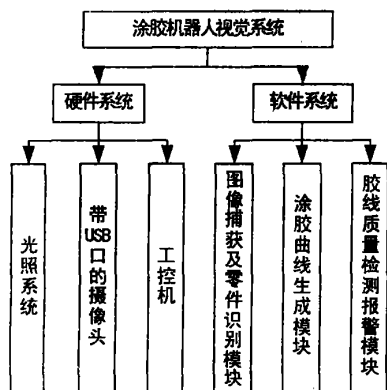 涂胶机器人视觉系统
硬件系统
软件系统
光照系统
带USB口的摄像头
工控机
图像捕获及零件识别模块
涂胶曲线生成模块
胶线质量检测报警模块